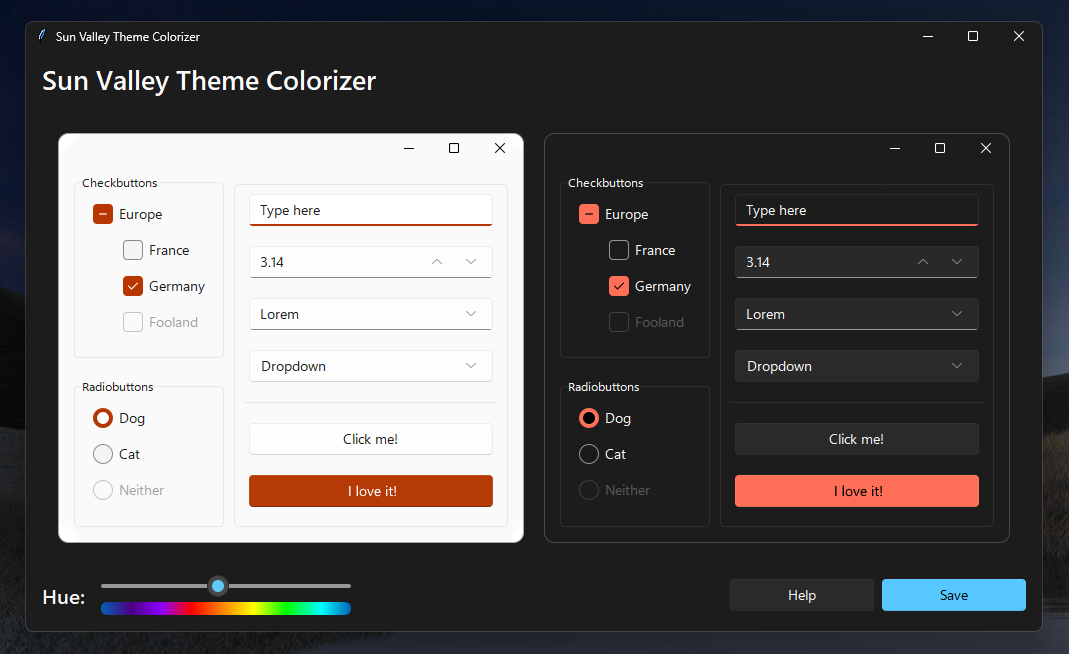 Sun Valley Theme Colorizer
Sun Valley Theme Colorizer
Checkbuttons
Europe
France
Germany
Fooland
Radiobuttons
Dog
Cat
Neither
Type here
3.14
Lorem
Dropdown
Click me!
I love it!
Checkbuttons
Europe
France
Germany
Fooland
Radiobuttons
Dog
Cat
Neither
Type here
3.14
Lorem
Dropdown
Click me!
I love it!
Hue:
Help
Save